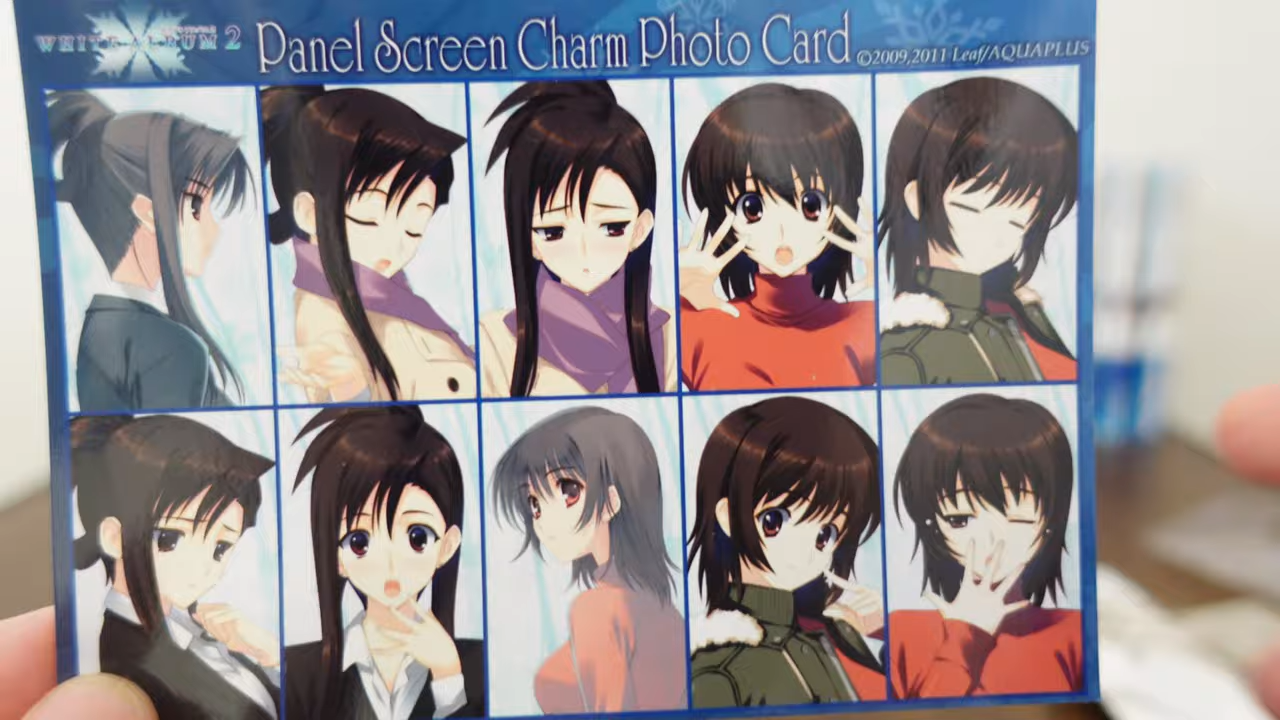 WHITE ALBUM 2
Panel Screen Charm Photo Card
©2009,2011 Leaf/AQUAPLUS